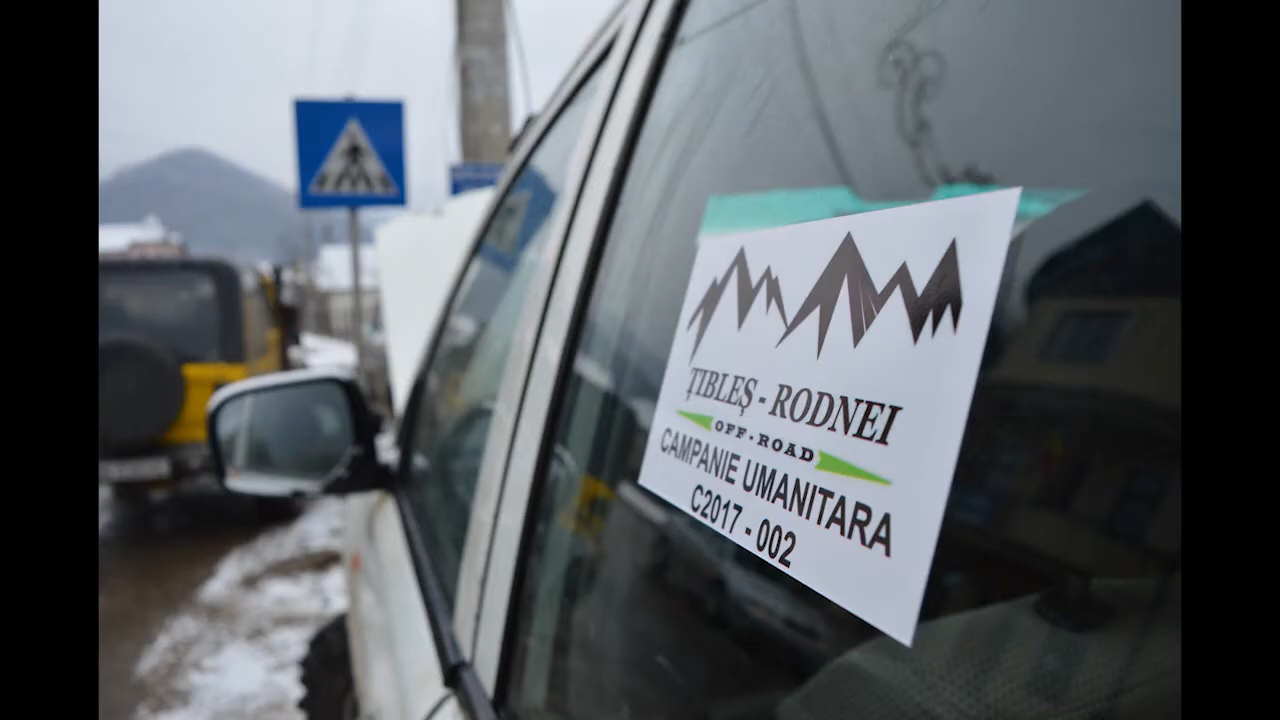 ȚIBLEȘ - RODNEI
OFF-ROAD
CAMPANIE UMANITARA
C2017 - 002